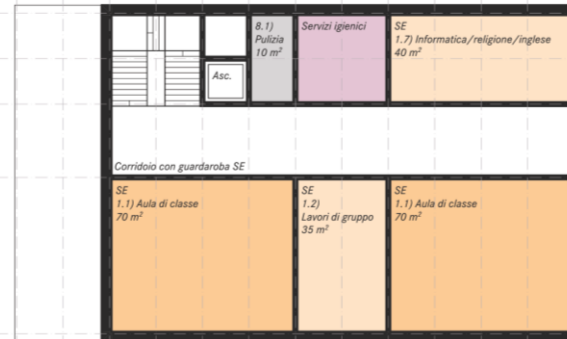 8.1)
Pulizia
10 m²
Servizi igienici
SE
1.7) Informatica/religione/inglese
40 m²
Asc.
Corridoio con guardaroba SE
SE
1.1) Aula di classe
70 m²
SE
1.2)
Lavori di gruppo
35 m²
SE
1.1) Aula di classe
70 m²